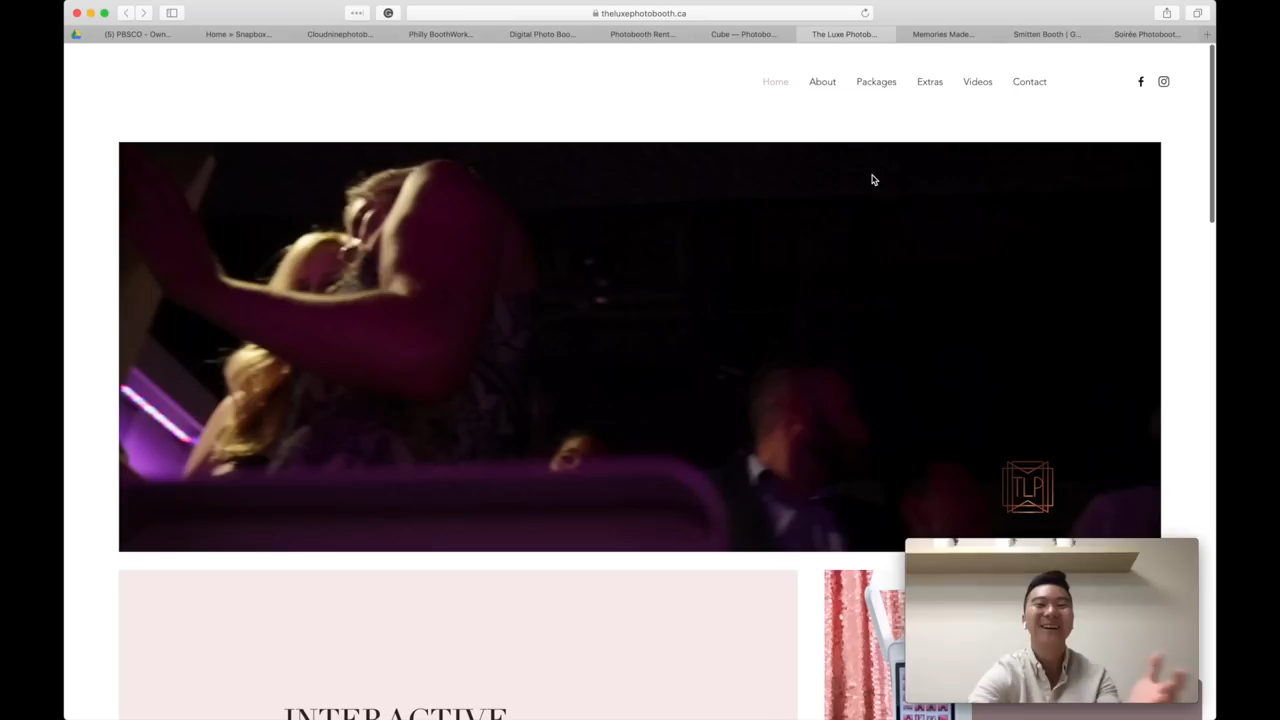 theluxephotobooth.ca
(5) PBSCO - Own...
Home » Snapbox...
Cloudninephotob...
Philly BoothWork...
Digital Photo Boo...
Photobooth Rent...
Cube — Photobo...
The Luxe Photob...
Memories Made...
Smitten Booth | G...
Soirée Photoboot...
Home
About
Packages
Extras
Videos
Contact
TLP
INTERACTIVE